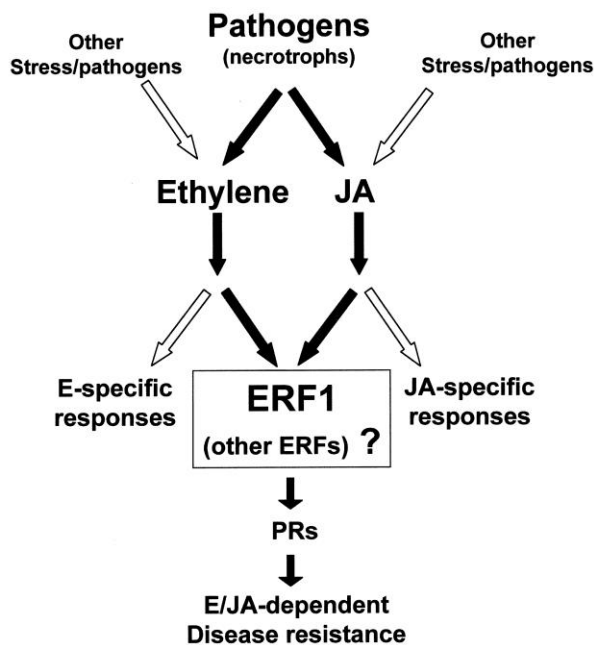 Pathogens
(necrotrophs)
Other
Stress/pathogens
Other
Stress/pathogens
Ethylene
JA
E-specific
responses
ERF1
(other ERFs) ?
JA-specific
responses
PRs
E/JA-dependent
Disease resistance